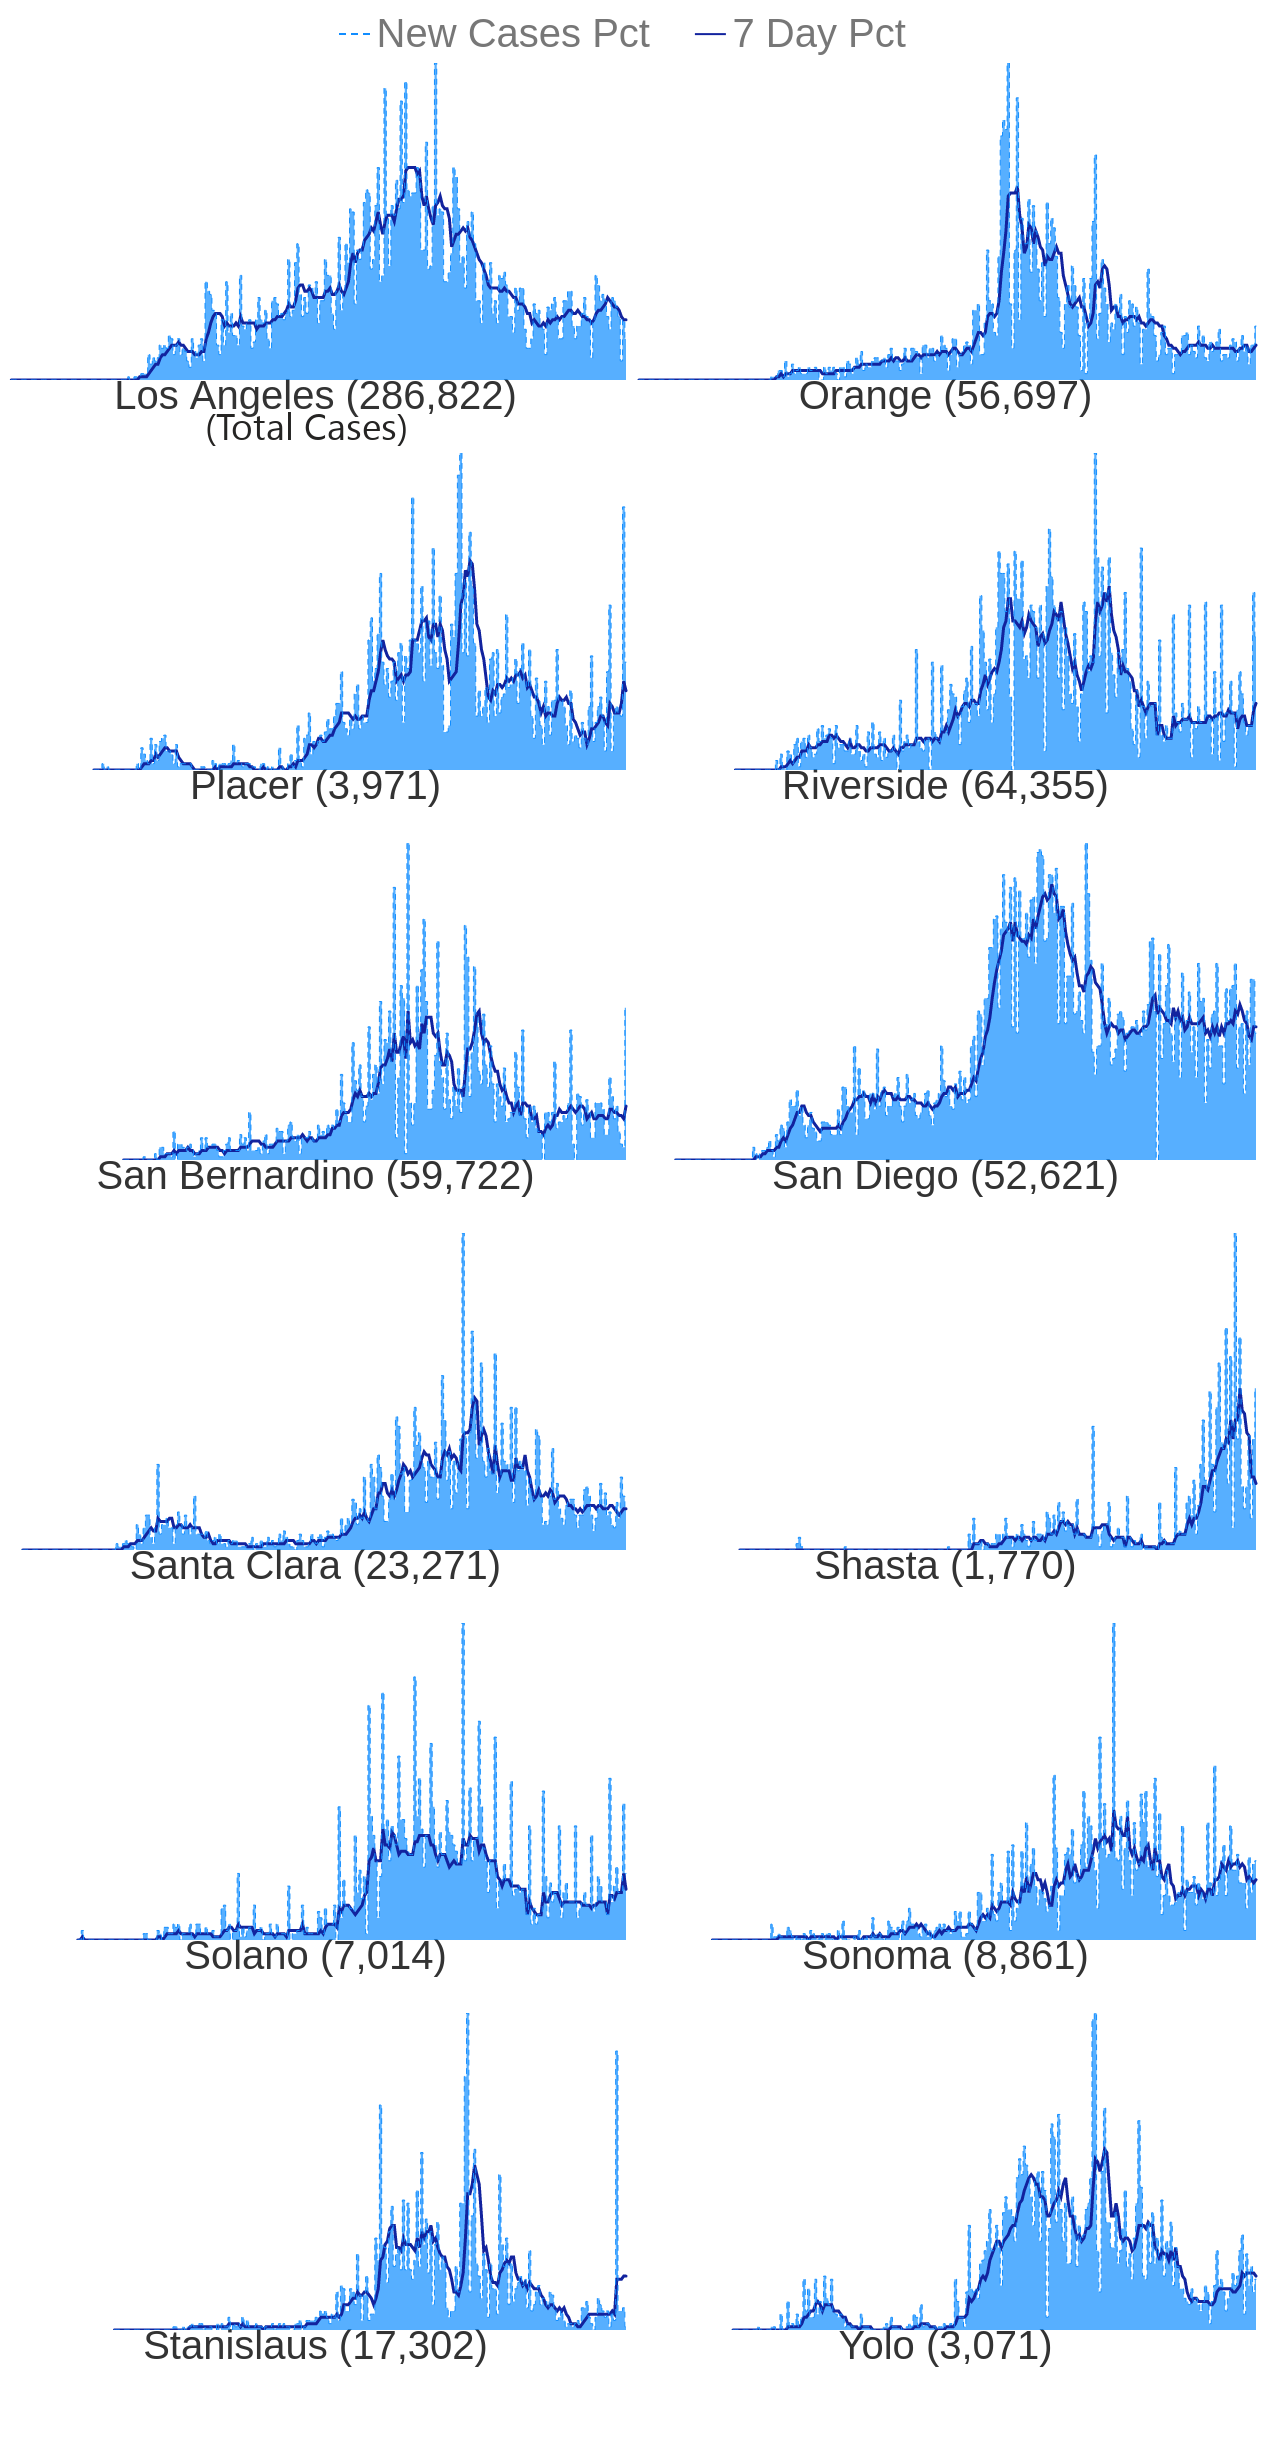 New Cases Pct 7 Day Pct
Los Angeles (286,822) Orange (56,697)
(Total Cases)
Placer (3,971) Riverside (64,355)
San Bernardino (59,722) San Diego (52,621)
Santa Clara (23,271) Shasta (1,770)
Solano (7,014) Sonoma (8,861)
Stanislaus (17,302) Yolo (3,071)